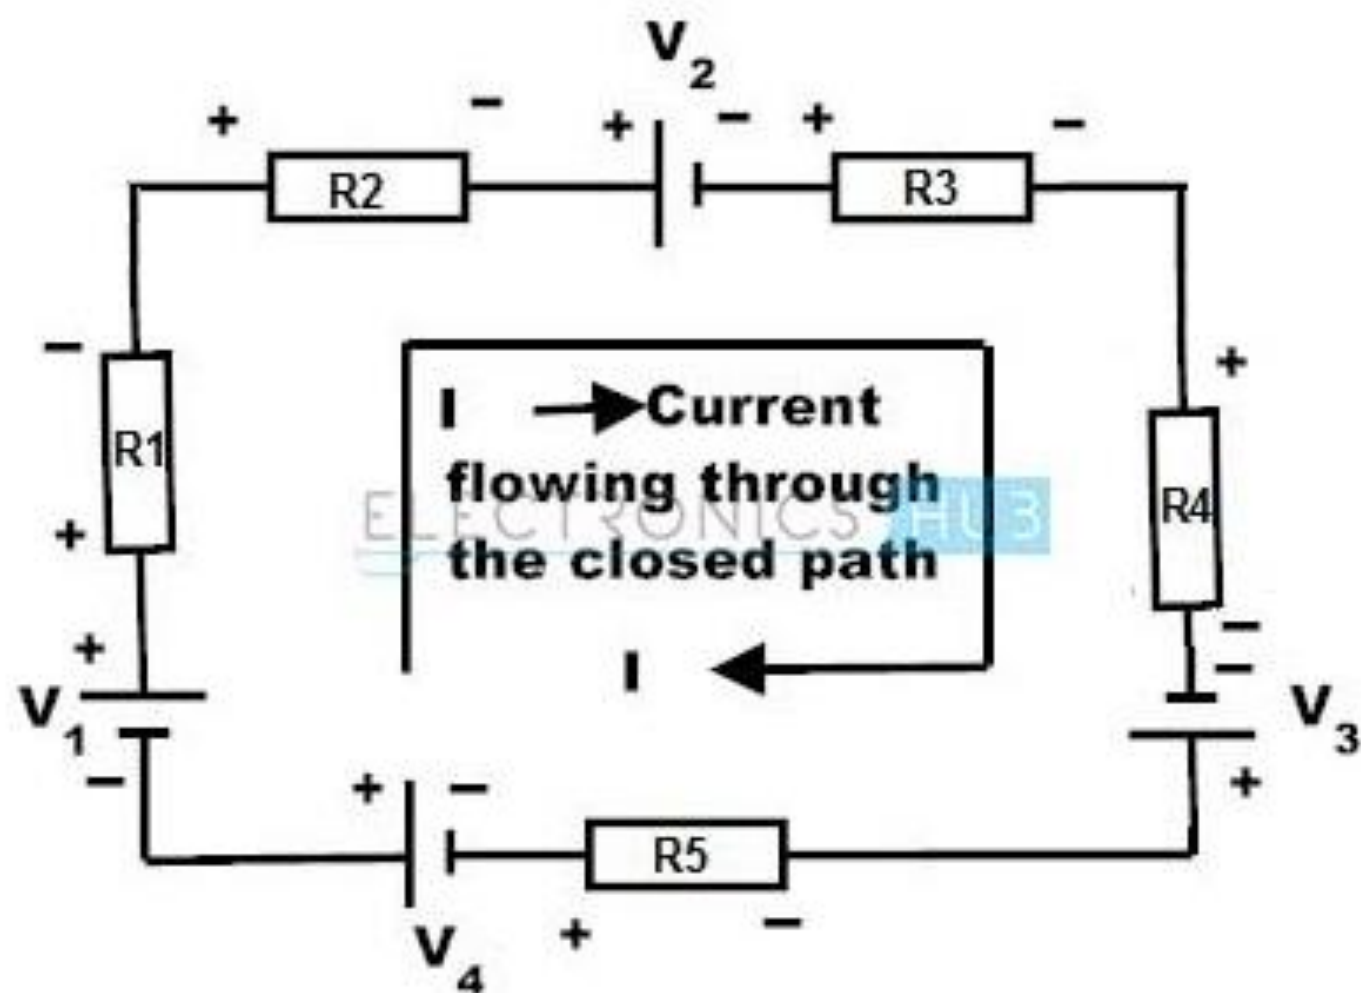 V2
+ − + − + −
R2
R3
− +
R1
R4
I → Current
flowing through
the closed path
ELECTRONICS HUB
I
+ −
+ −
V1
V3
− +
+ −
R5
+ −
V4